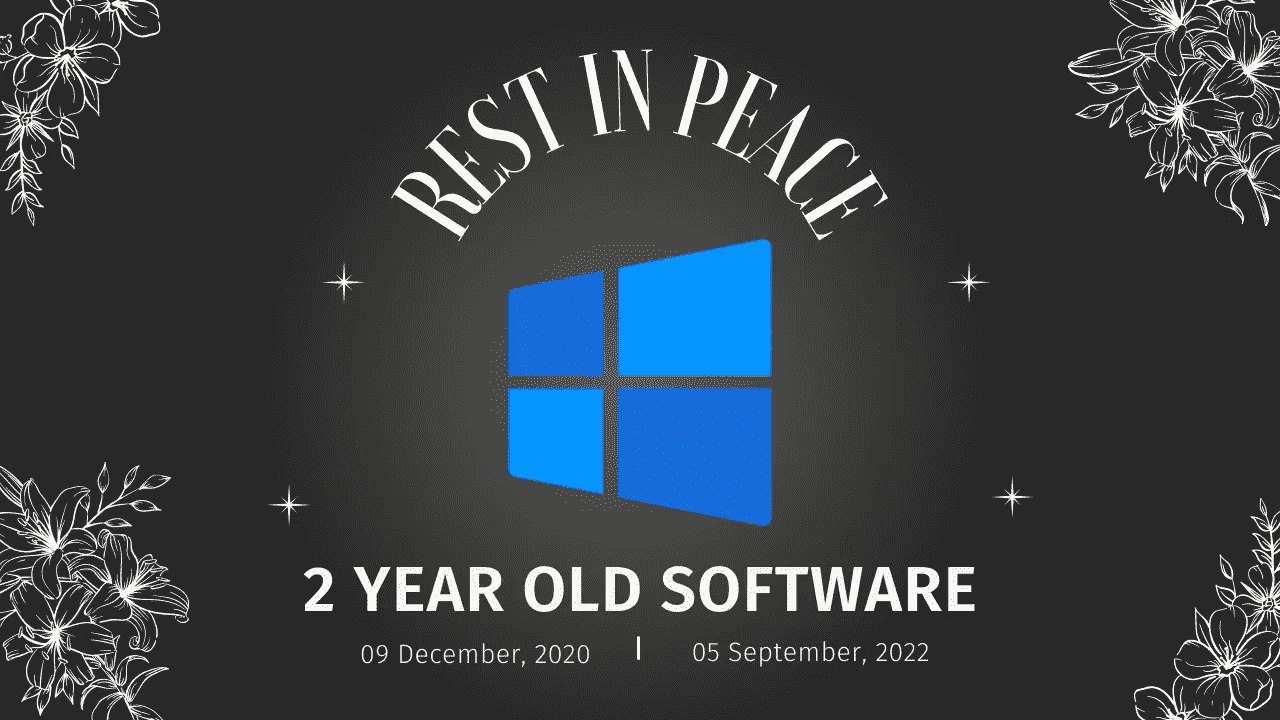 REST IN PEACE
2 YEAR OLD SOFTWARE
09 December, 2020 | 05 September, 2022